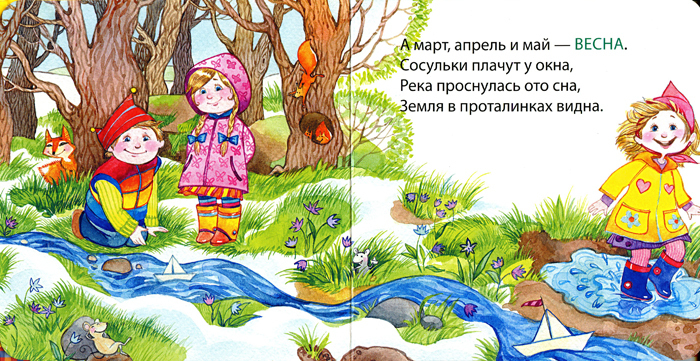 А март, апрель и май — ВЕСНА.
Сосульки плачут у окна,
Река проснулась ото сна,
Земля в проталинках видна.